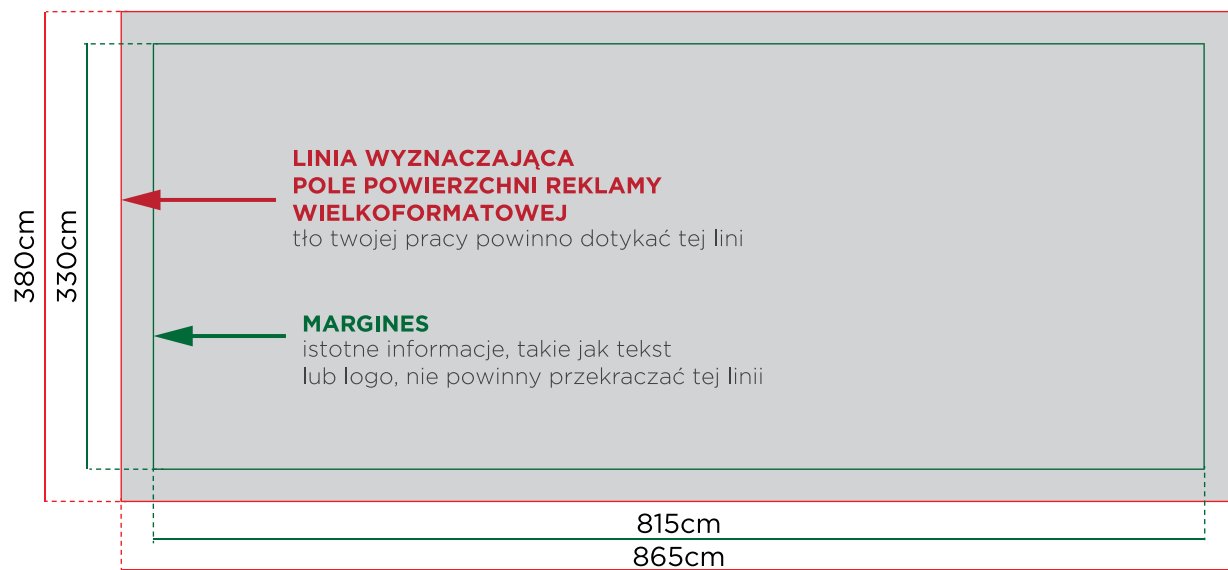 LINIA WYZNACZAJĄCA
POLE POWIERZCHNI REKLAMY
WIELKOFORMATOWEJ
tło twojej pracy powinno dotykać tej lini
380cm
330cm
MARGINES
istotne informacje, takie jak tekst
lub logo, nie powinny przekraczać tej linii
815cm
865cm